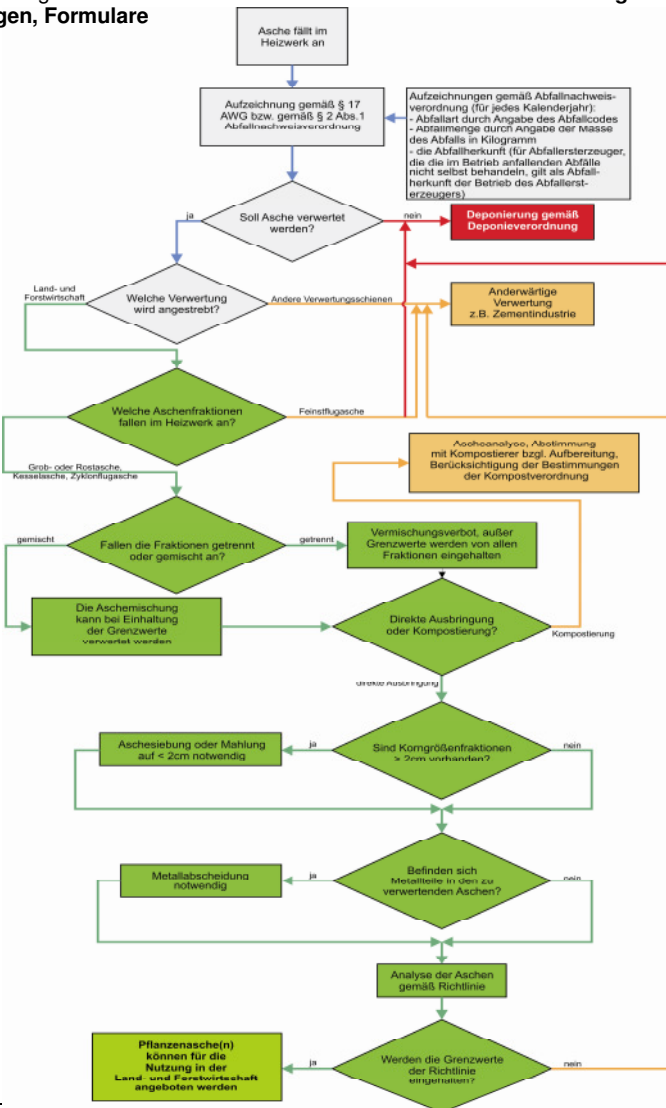 gen, Formulare
Asche fällt im
Heizwerk an
Aufzeichnung gemäß § 17
AWG bzw. gemäß § 2 Abs.1
Abfallnachweisverordnung
Aufzeichnungen gemäß Abfallnachweis-
verordnung (für jedes Kalenderjahr):
- Abfallart durch Angabe des Abfallcodes
- Abfallmenge durch Angabe der Masse
des Abfalls in Kilogramm
- die Abfallherkunft (für Abfallersterzeuger,
die die im Betrieb anfallenden Abfälle
nicht selbst behandeln, gilt als Abfall-
herkunft der Betrieb des Abfallerst-
erzeugers)
Soll Asche verwertet
werden?
ja
nein
Deponierung gemäß
Deponieverordnung
Land- und
Forstwirtschaft
Welche Verwertung
wird angestrebt?
Andere Verwertungsschienen
Anderwärtige
Verwertung
z.B. Zementindustrie
Welche Aschenfraktionen
fallen im Heizwerk an?
Feinstflugasche
Grob- oder Rostasche,
Kesselasche, Zyklonflugasche
Ascheanalyse, Abstimmung
mit Kompostierer bzgl. Aufbereitung,
Berücksichtigung der Bestimmungen
der Kompostverordnung
gemischt
Fallen die Fraktionen getrennt
oder gemischt an?
getrennt
Vermischungsverbot, außer
Grenzwerte werden von allen
Fraktionen eingehalten
Die Aschemischung
kann bei Einhaltung
der Grenzwerte
verwertet werden
Direkte Ausbringung
oder Kompostierung?
Kompostierung
direkte Ausbringung
Aschesiebung oder Mahlung
auf < 2cm notwendig
ja
Sind Korngrößenfraktionen
> 2cm vorhanden?
nein
Metallabscheidung
notwendig
ja
Befinden sich
Metallteile in den zu
verwertenden Aschen?
nein
Analyse der Aschen
gemäß Richtlinie
Pflanzenasche(n)
können für die
Nutzung in der
Land- und Forstwirtschaft
angeboten werden
ja
Werden die Grenzwerte
der Richtlinie
eingehalten?
nein